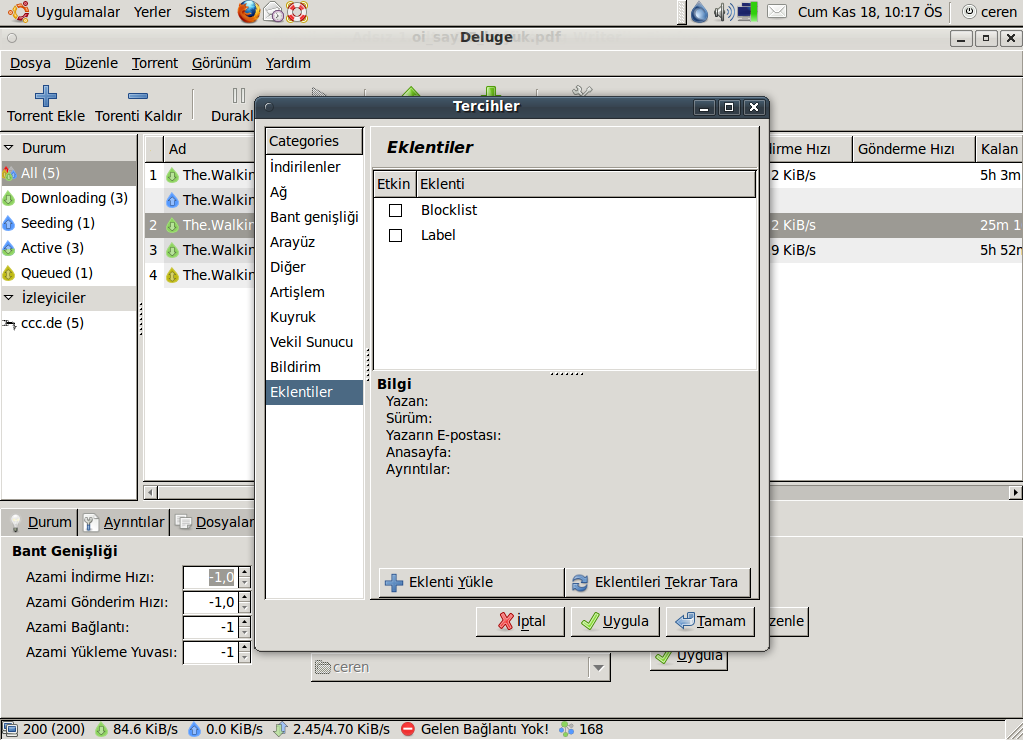 Uygulamalar Yerler Sistem Cum Kas 18, 10:17 ÖS ceren
Deluge
Dosya Düzenle Torrent Görünüm Yardım
Torrent Ekle Torenti Kaldır Durakl
Tercihler
Durum
All (5)
Downloading (3)
Seeding (1)
Active (3)
Queued (1)
İzleyiciler
ccc.de (5)
Ad dirme Hızı Gönderme Hızı Kalan
1 The.Walkin 2 KiB/s 5h 3m
The.Walkin
2 The.Walkin 2 KiB/s 25m 1
3 The.Walkin 9 KiB/s 5h 52m
4 The.Walkin
Categories
İndirilenler
Ağ
Bant genişliği
Arayüz
Diğer
Artişlem
Kuyruk
Vekil Sunucu
Bildirim
Eklentiler
Eklentiler
Etkin Eklenti
Blocklist
Label
Bilgi
Yazan:
Sürüm:
Yazarın E-postası:
Anasayfa:
Ayrıntılar:
Eklenti Yükle Eklentileri Tekrar Tara
İptal Uygula Tamam
Durum Ayrıntılar Dosyalar
Bant Genişliği
Azami İndirme Hızı: -1,0
Azami Gönderim Hızı: -1,0
Azami Bağlantı: -1
Azami Yükleme Yuvası: -1
zenle
ceren Uygula
200 (200) 84.6 KiB/s 0.0 KiB/s 2.45/4.70 KiB/s Gelen Bağlantı Yok! 168